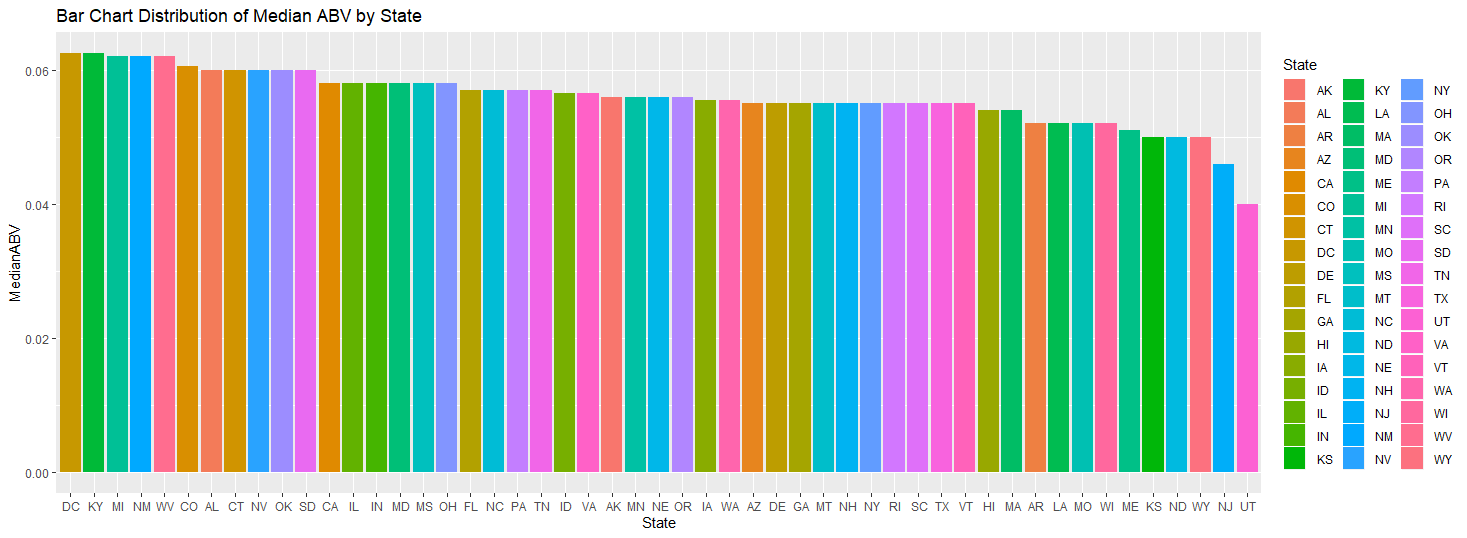 Bar Chart Distribution of Median ABV by State
MedianABV
0.06
0.04
0.02
0.00
DC KY MI NM WV CO AL CT NV OK SD CA IL IN MD MS OH FL NC PA TN ID VA AK MN NE OR IA WA AZ DE GA MT NH NY RI SC TX VT HI MA AR LA MO WI ME KS ND WY NJ UT
State
State
AK KY NY
AL LA OH
AR MA OK
AZ MD OR
CA ME PA
CO MI RI
CT MN SC
DC MO SD
DE MS TN
FL MT TX
GA NC UT
HI ND VA
IA NE VT
ID NH WA
IL NJ WI
IN NM WV
KS NV WY